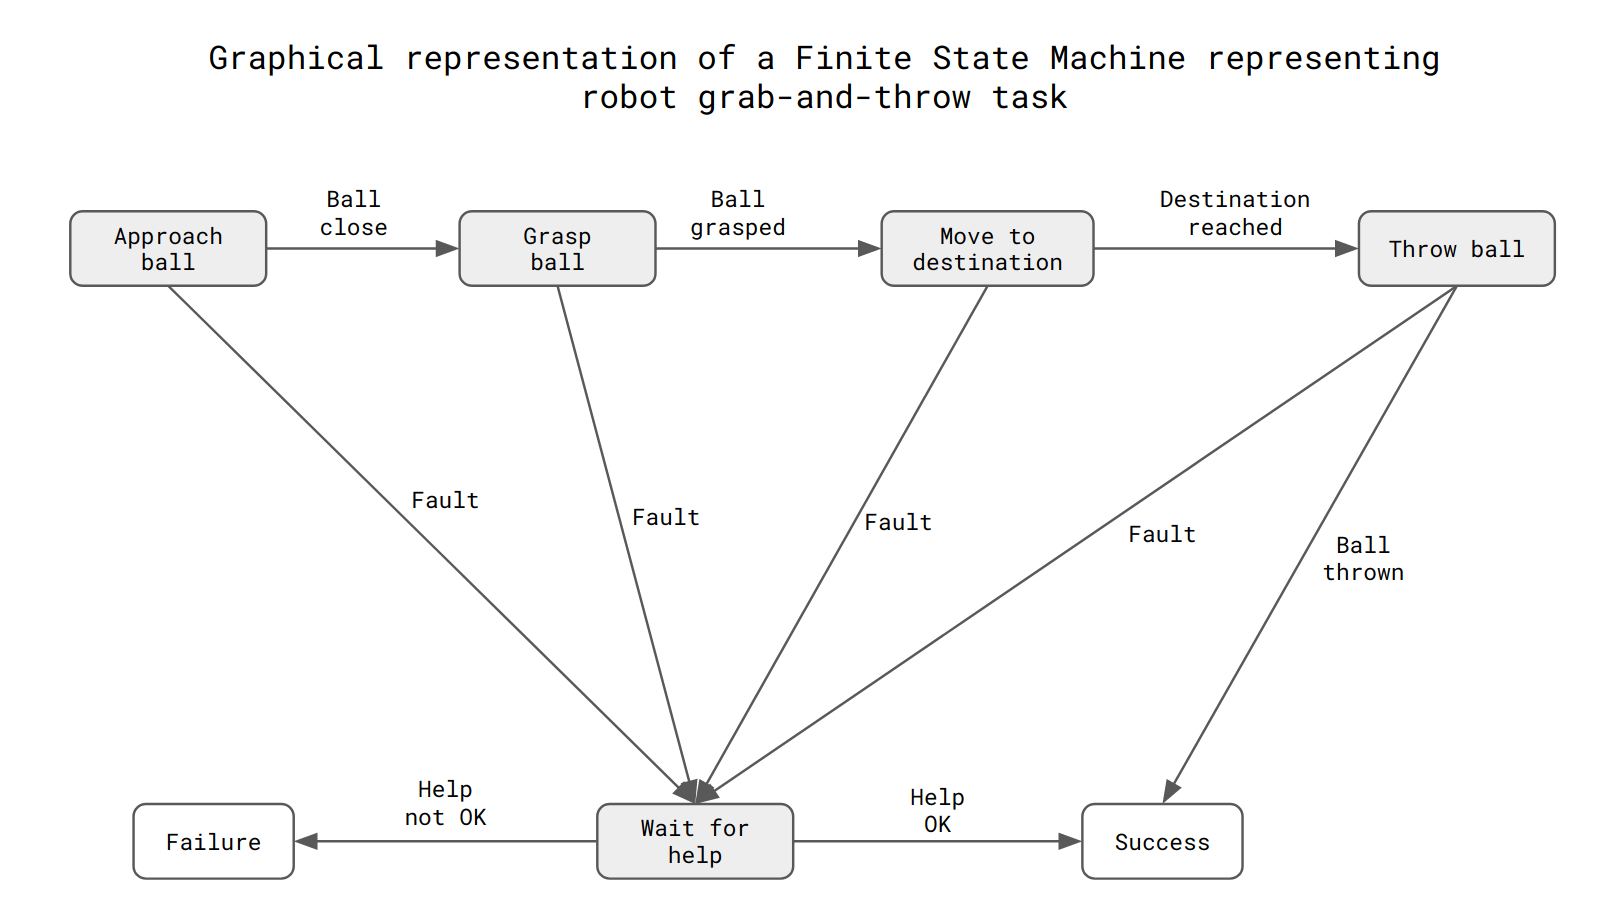 Graphical representation of a Finite State Machine representing
robot grab-and-throw task
Ball
close
Ball
grasped
Destination
reached
Approach
ball
Grasp
ball
Move to
destination
Throw ball
Fault
Fault
Fault
Fault
Ball
thrown
Help
not OK
Help
OK
Failure
Wait for
help
Success